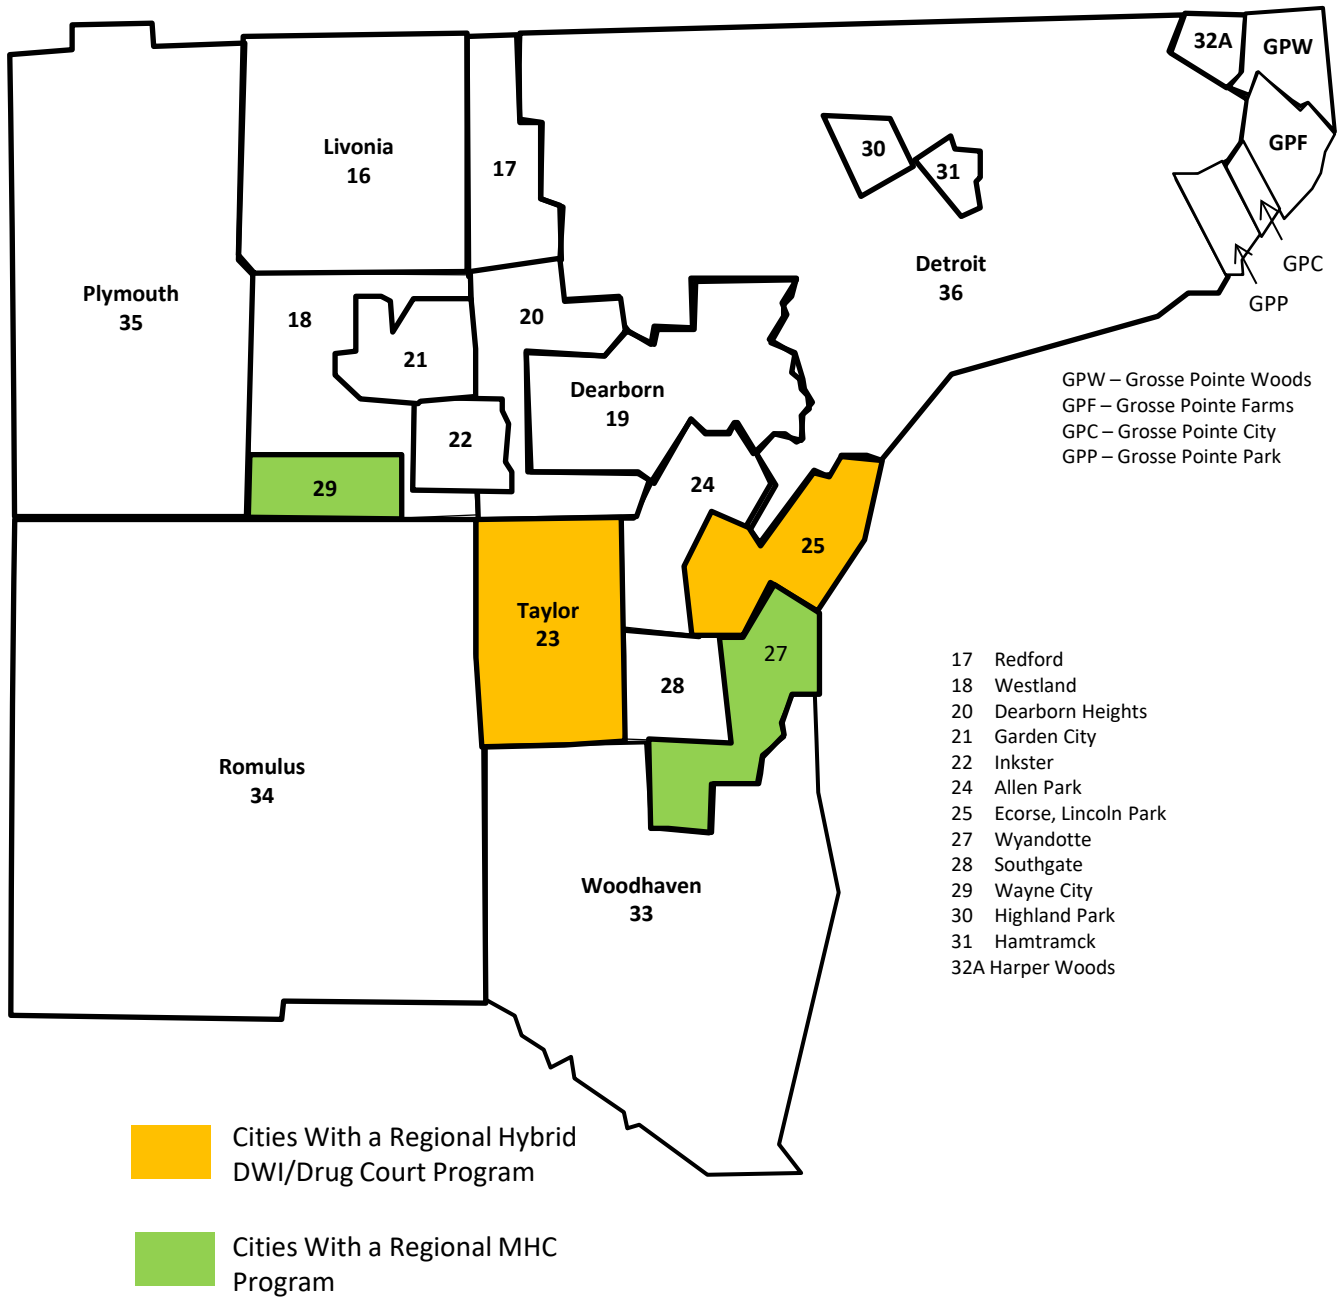 32A
GPW
Livonia
16
17
30
31
GPF
Detroit
36
GPC
GPP
Plymouth
35
18
20
21
Dearborn
19
GPW – Grosse Pointe Woods
GPF – Grosse Pointe Farms
GPC – Grosse Pointe City
GPP – Grosse Pointe Park
22
29
24
25
Taylor
23
27
28
17 Redford
18 Westland
20 Dearborn Heights
21 Garden City
22 Inkster
24 Allen Park
25 Ecorse, Lincoln Park
27 Wyandotte
28 Southgate
29 Wayne City
30 Highland Park
31 Hamtramck
32A Harper Woods
Romulus
34
Woodhaven
33
Cities With a Regional Hybrid
DWI/Drug Court Program
Cities With a Regional MHC
Program